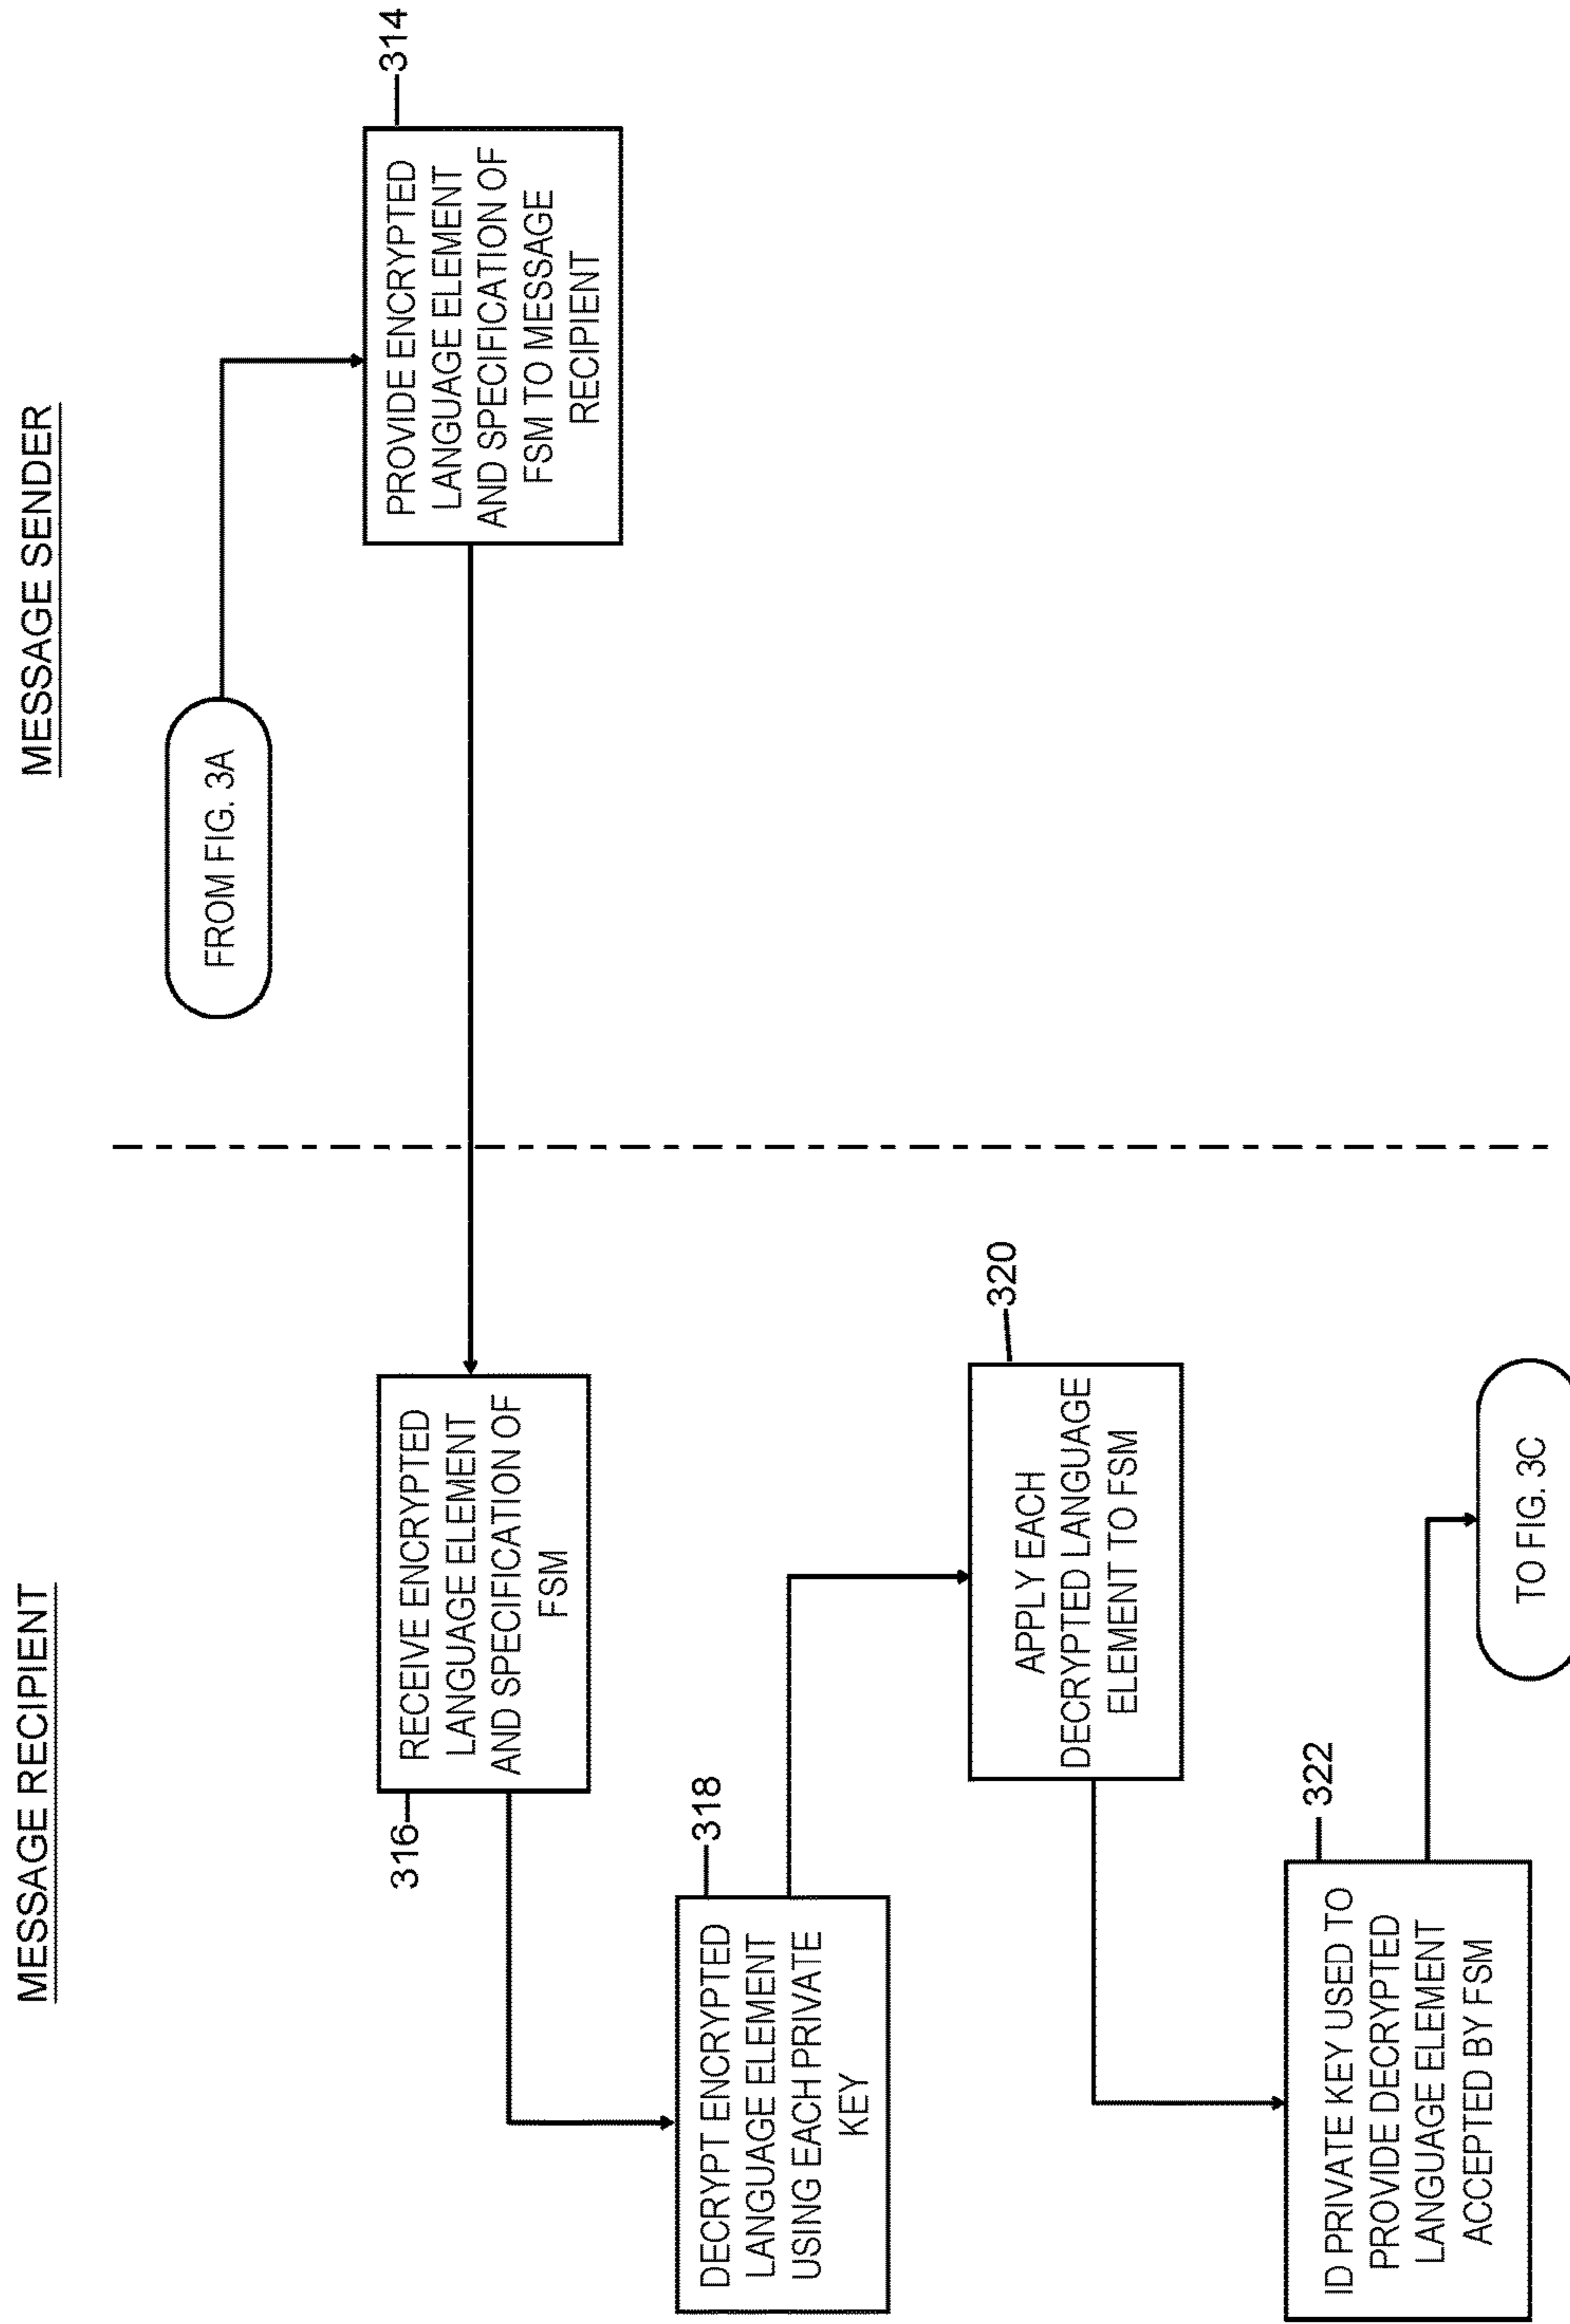 MESSAGE RECIPIENT
MESSAGE SENDER
FROM FIG. 3A
314
PROVIDE ENCRYPTED
LANGUAGE ELEMENT
AND SPECIFICATION OF
FSM TO MESSAGE
RECIPIENT
316
RECEIVE ENCRYPTED
LANGUAGE ELEMENT
AND SPECIFICATION OF
FSM
318
DECRYPT ENCRYPTED
LANGUAGE ELEMENT
USING EACH PRIVATE
KEY
320
APPLY EACH
DECRYPTED LANGUAGE
ELEMENT TO FSM
322
ID PRIVATE KEY USED TO
PROVIDE DECRYPTED
LANGUAGE ELEMENT
ACCEPTED BY FSM
TO FIG. 3C